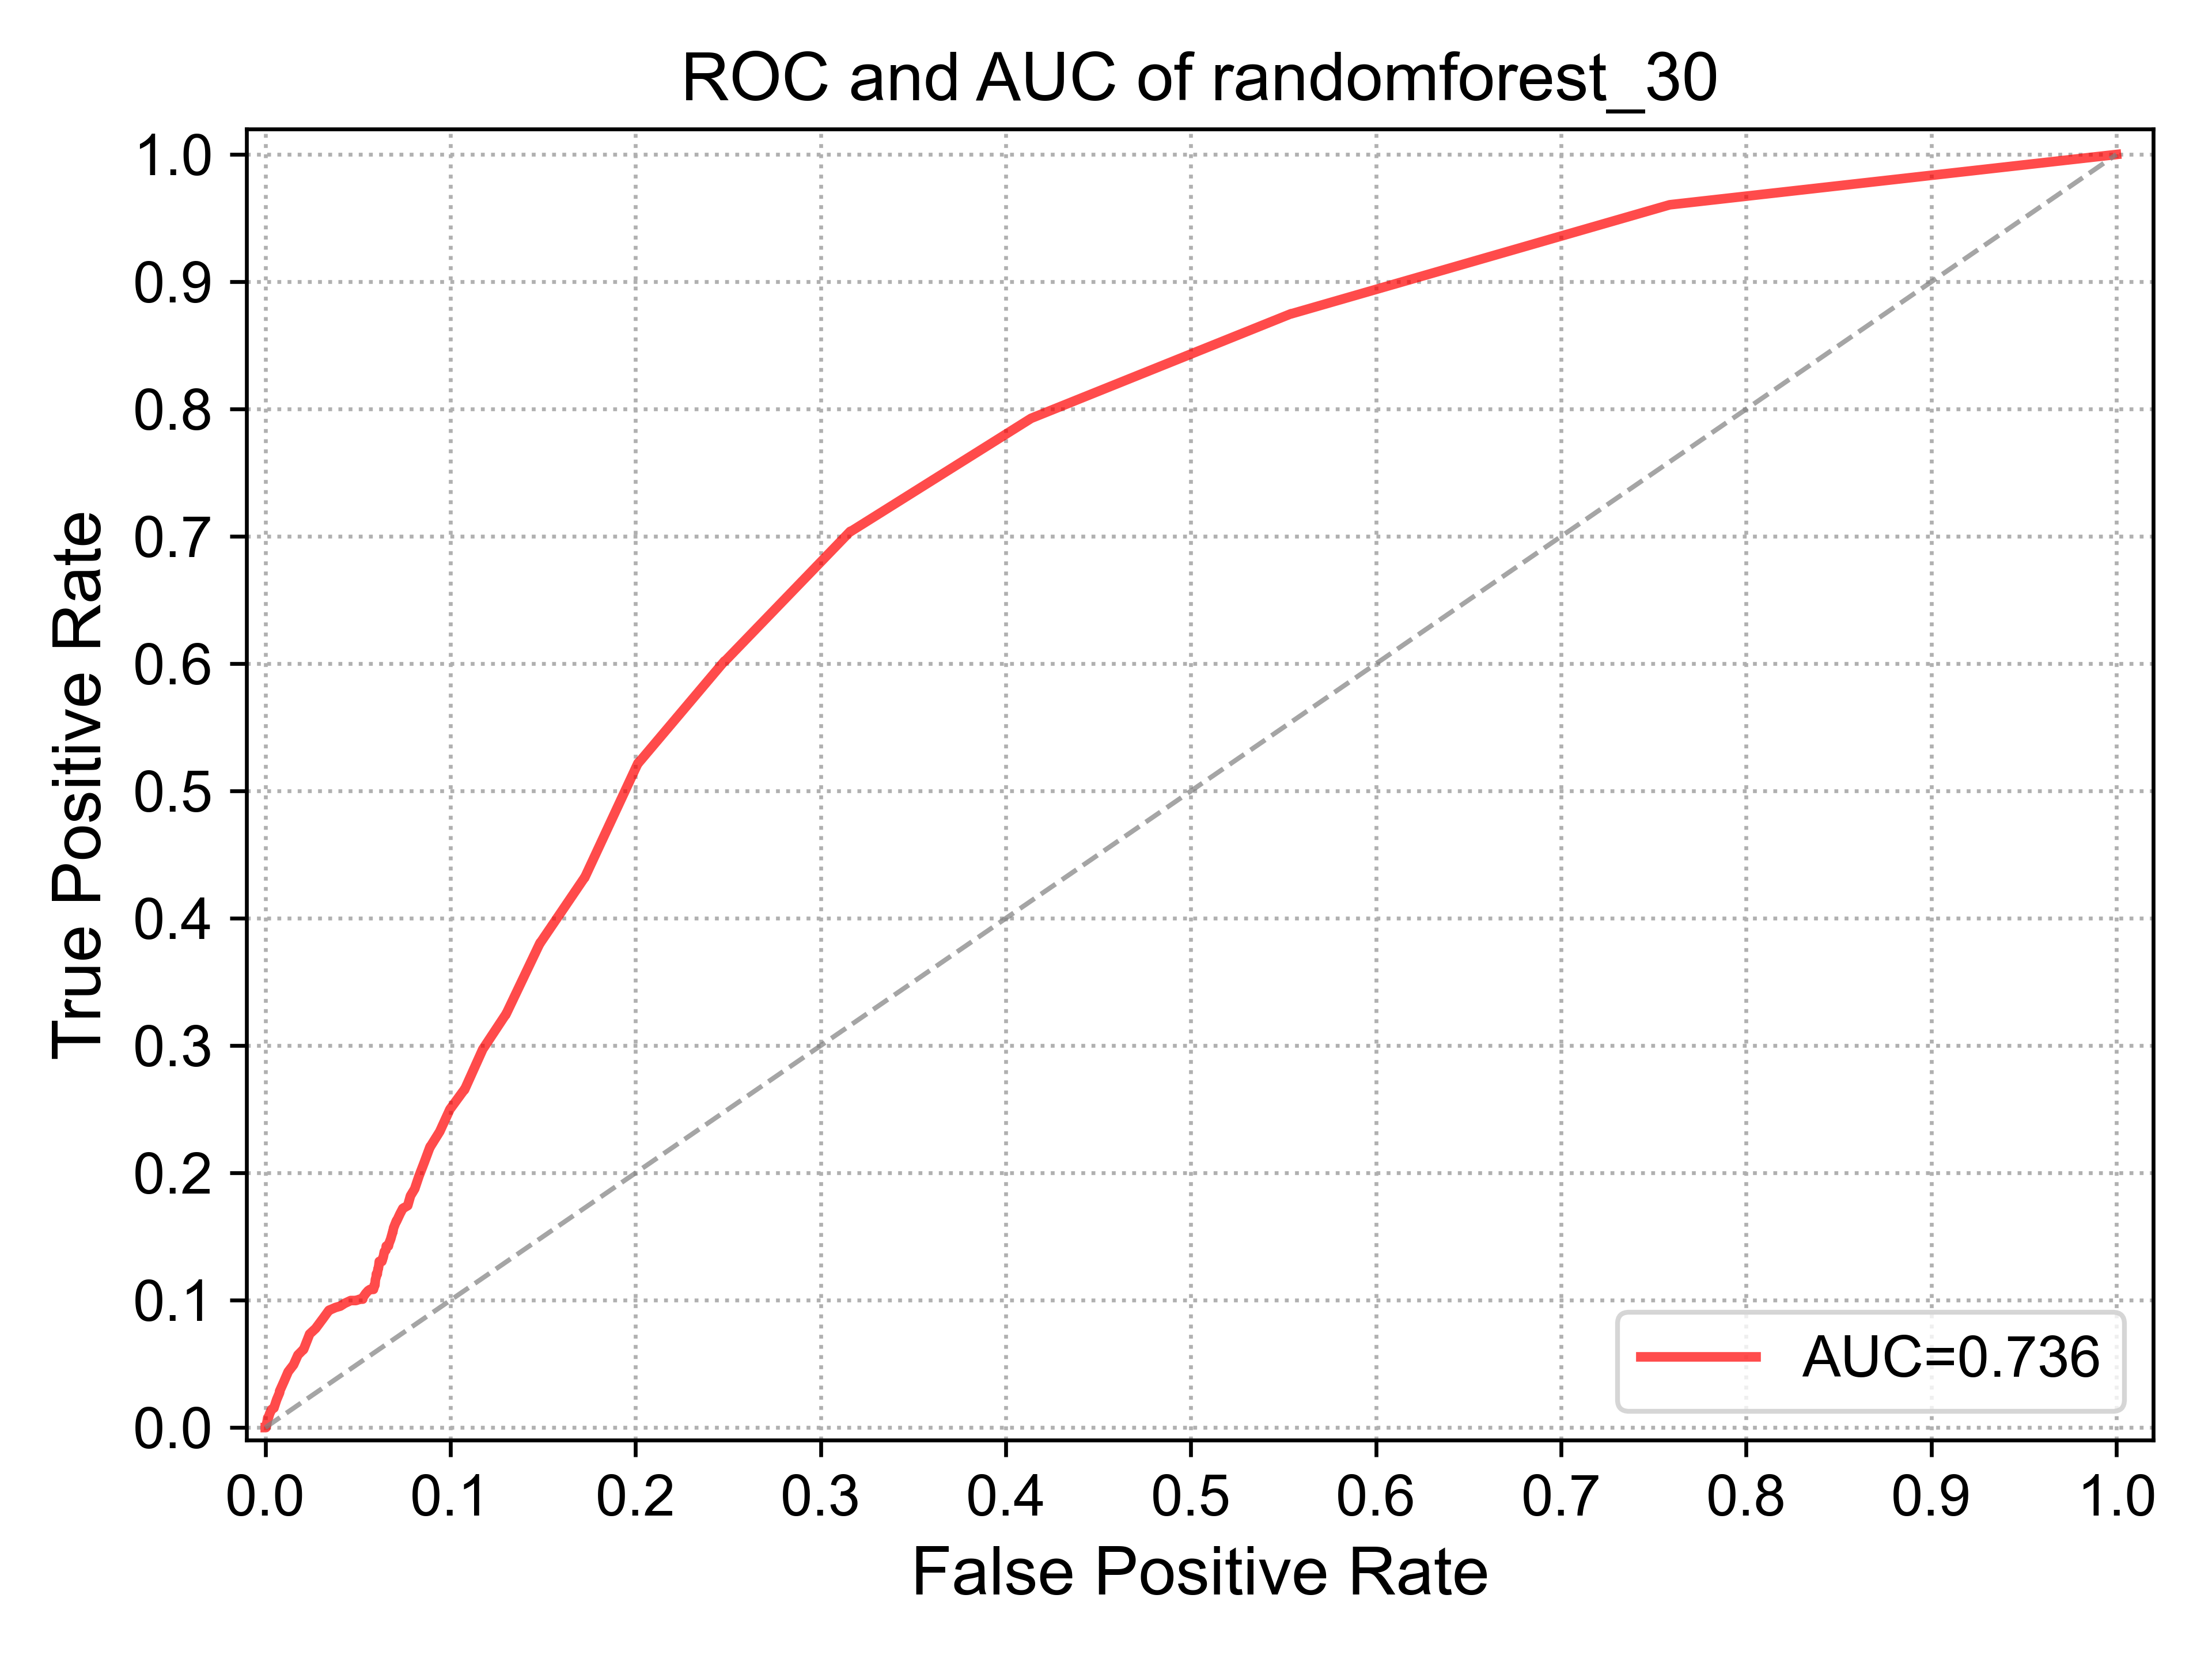 ROC and AUC of randomforest_30
True Positive Rate
1.0
0.9
0.8
0.7
0.6
0.5
0.4
0.3
0.2
0.1
0.0
AUC=0.736
0.0 0.1 0.2 0.3 0.4 0.5 0.6 0.7 0.8 0.9 1.0
False Positive Rate